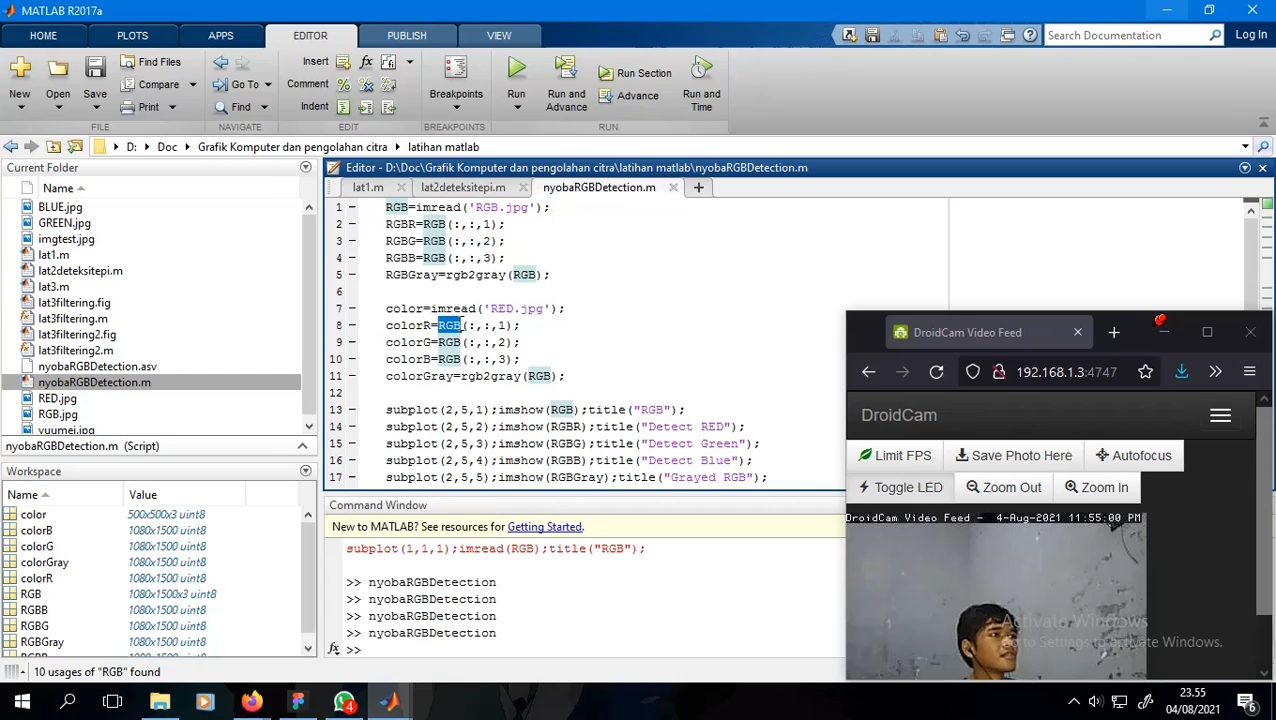 MATLAB R2017a
HOME PLOTS APPS EDITOR PUBLISH VIEW Search Documentation Log In
New Open Save Find Files Compare Print Go To Find Insert Comment Indent fx Breakpoints Run Run and Advance Run Section Advance Run and Time
FILE NAVIGATE EDIT BREAKPOINTS RUN
D: Doc Grafik Komputer dan pengolahan citra latihan matlab
Current Folder
Name
BLUE.jpg
GREEN.jpg
imgtest.jpg
lat1.m
lat2deteksitepi.m
lat3.m
lat3filtering.fig
lat3filtering.m
lat3filtering2.fig
lat3filtering2.m
nyobaRGBDetection.asv
nyobaRGBDetection.m
RED.jpg
RGB.jpg
yuumei.jpg
nyobaRGBDetection.m (Script)
Workspace
Name Value
color 500x500x3 uint8
colorB 1080x1500 uint8
colorG 1080x1500 uint8
colorGray 1080x1500 uint8
colorR 1080x1500 uint8
RGB 1080x1500x3 uint8
RGBB 1080x1500 uint8
RGBG 1080x1500 uint8
RGBGray 1080x1500 uint8
10 usages of "RGB" found
Editor - D:\Doc\Grafik Komputer dan pengolahan citra\latihan matlab\nyobaRGBDetection.m
lat1.m lat2deteksitepi.m nyobaRGBDetection.m
1 RGB=imread('RGB.jpg');
2 RGBR=RGB(:,:,1);
3 RGBG=RGB(:,:,2);
4 RGBB=RGB(:,:,3);
5 RGBGray=rgb2gray(RGB);
6
7 color=imread('RED.jpg');
8 colorR=RGB(:,:,1);
9 colorG=RGB(:,:,2);
10 colorB=RGB(:,:,3);
11 colorGray=rgb2gray(RGB);
12
13 subplot(2,5,1);imshow(RGB);title("RGB");
14 subplot(2,5,2);imshow(RGBR);title("Detect RED");
15 subplot(2,5,3);imshow(RGBG);title("Detect Green");
16 subplot(2,5,4);imshow(RGBB);title("Detect Blue");
17 subplot(2,5,5);imshow(RGBGray);title("Grayed RGB");
Command Window
New to MATLAB? See resources for Getting Started.
subplot(1,1,1);imread(RGB);title("RGB");
>> nyobaRGBDetection
>> nyobaRGBDetection
>> nyobaRGBDetection
>> nyobaRGBDetection
fx >>
DroidCam Video Feed
192.168.1.3:4747
DroidCam
Limit FPS Save Photo Here Autofocus
Toggle LED Zoom Out Zoom In
DroidCam Video Feed - 4-Aug-2021 11:55:00 PM
Activate Windows
Go to Settings to activate Windows.
4
23.55
04/08/2021
6